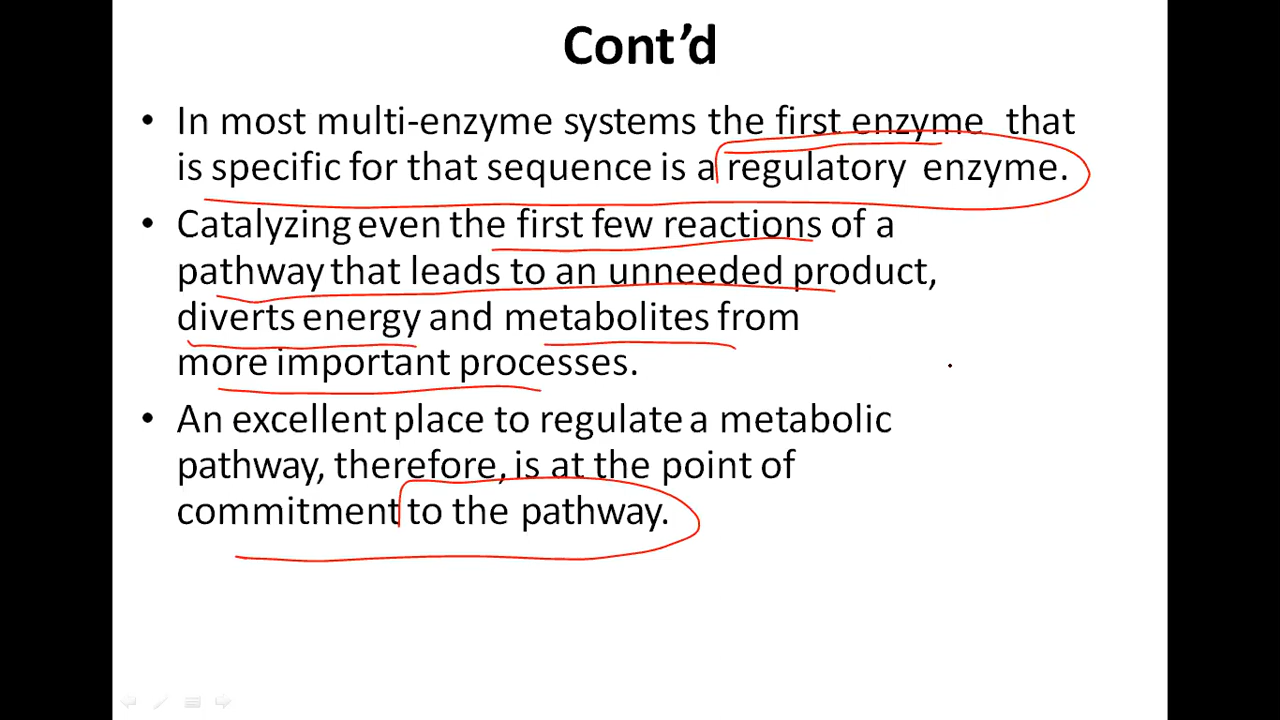 Cont’d
• In most multi-enzyme systems the first enzyme that
is specific for that sequence is a regulatory enzyme.
• Catalyzing even the first few reactions of a
pathway that leads to an unneeded product,
diverts energy and metabolites from
more important processes.
• An excellent place to regulate a metabolic
pathway, therefore, is at the point of
commitment to the pathway.